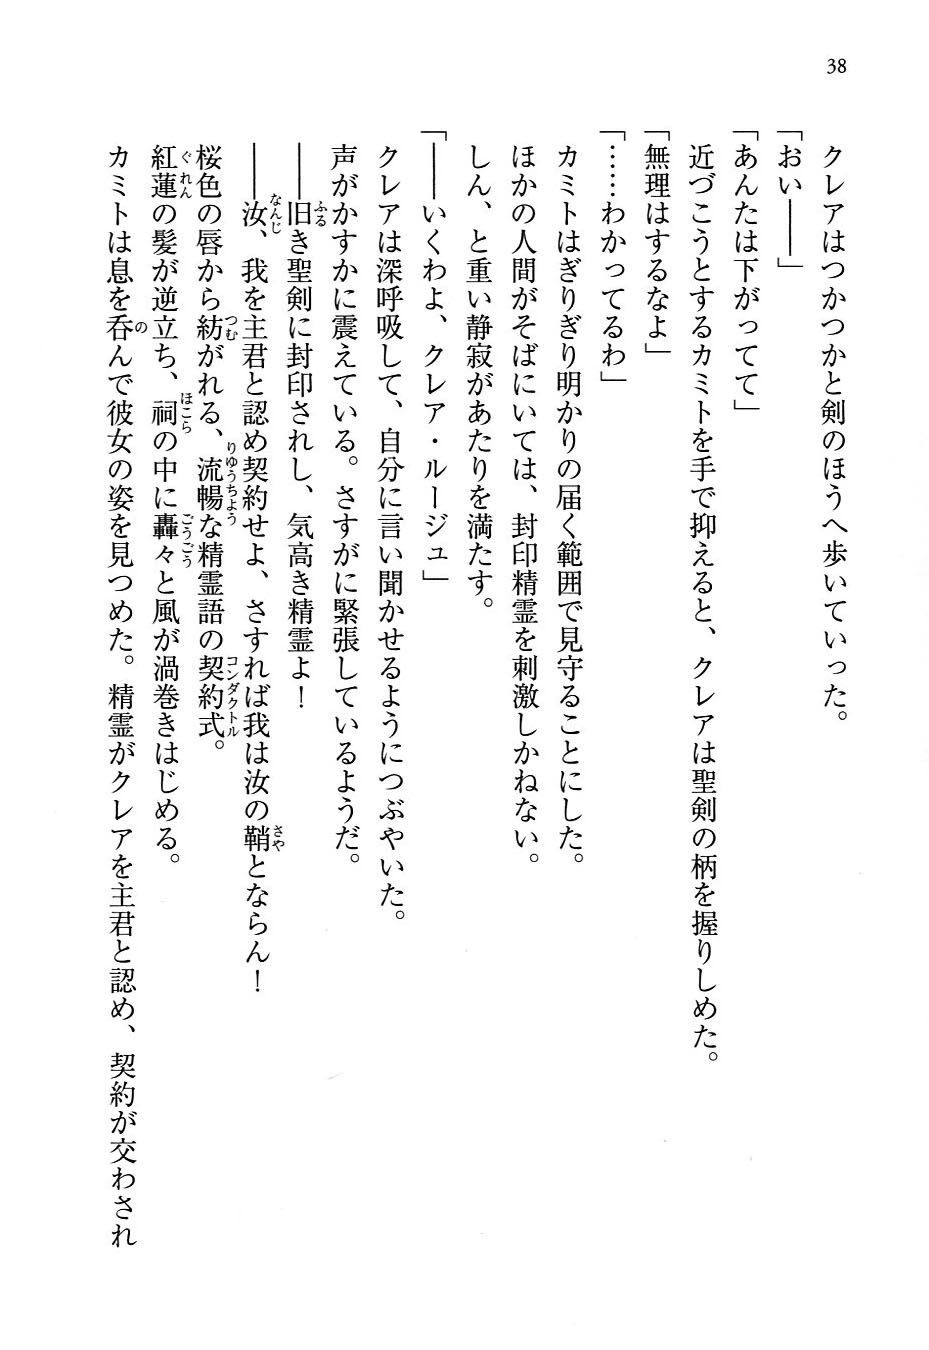 38
クレアはつかつかと剣のほうへ歩いていった。
「おい――」
「あんたは下がってて」
近づこうとするカミトを手で抑えると、クレアは聖剣の柄を握りしめた。
「無理はするなよ」
「……わかってるわ」
カミトはぎりぎり明かりの届く範囲で見守ることにした。
ほかの人間がそばにいては、封印精霊を刺激しかねない。
しん、と重い静寂があたりを満たす。
「――いくわよ、クレア・ルージュ」
クレアは深呼吸して、自分に言い聞かせるようにつぶやいた。
声がかすかに震えている。さすがに緊張しているようだ。
――旧き聖剣に封印されし、気高き精霊よ！
――汝、我を主君と認め契約せよ、さすれば我は汝の鞘とならん！
桜色の唇から紡がれる、流暢な精霊語の契約式。
紅蓮の髪が逆立ち、祠の中に轟々と風が渦巻きはじめる。
カミトは息を呑んで彼女の姿を見つめた。精霊がクレアを主君と認め、契約が交わされ